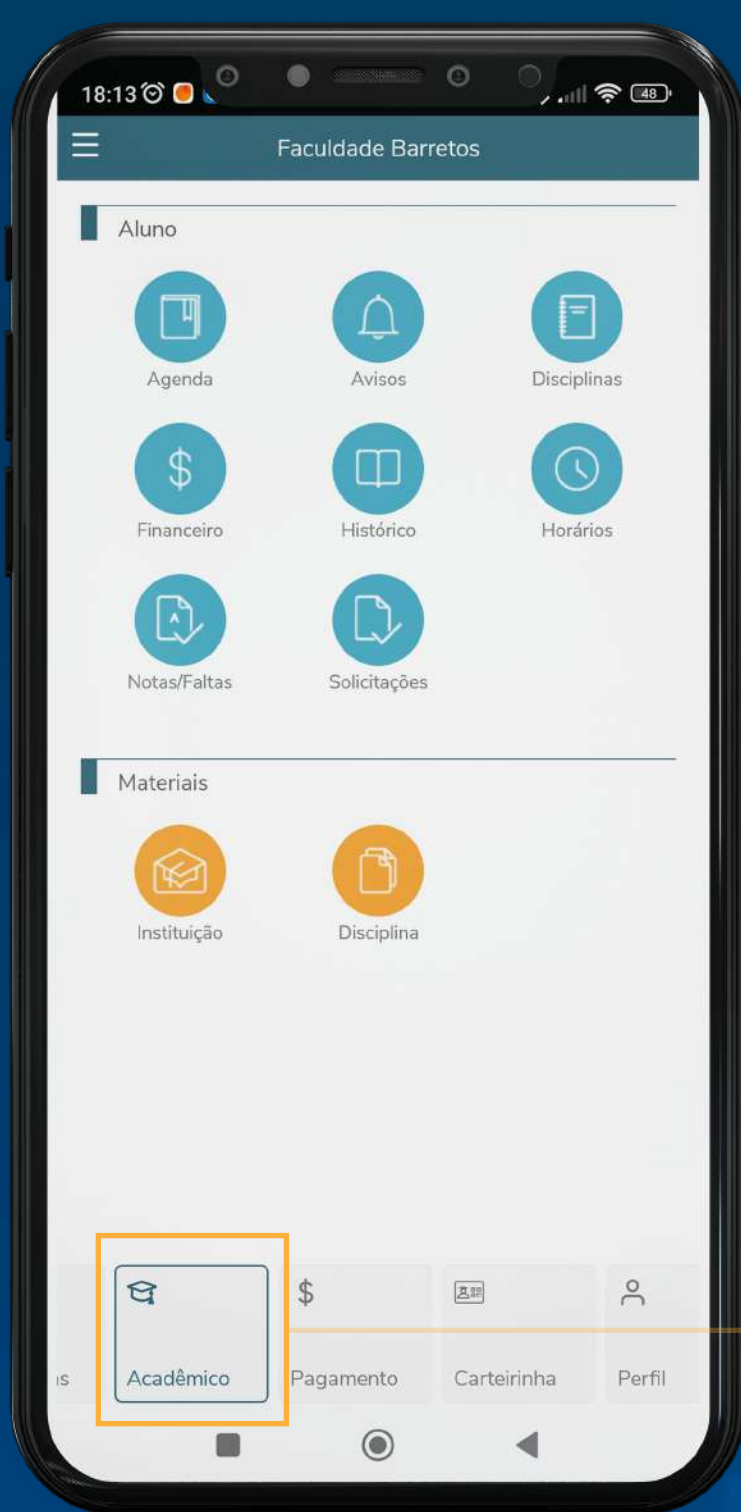 18:13 48
Faculdade Barretos
Aluno
Agenda Avisos Disciplinas
$
Financeiro Histórico Horários
A
Notas/Faltas Solicitações
Materiais
Instituição Disciplina
$
Acadêmico Pagamento Carteirinha Perfil